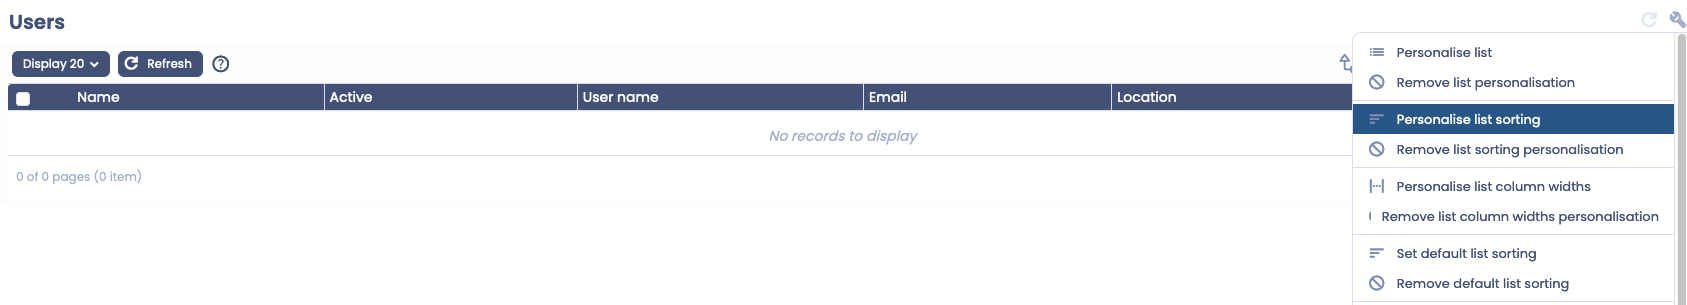 Users
Display 20
Refresh
?
Name Active User name Email Location
No records to display
0 of 0 pages (0 item)
Personalise list
Remove list personalisation
Personalise list sorting
Remove list sorting personalisation
Personalise list column widths
Remove list column widths personalisation
Set default list sorting
Remove default list sorting